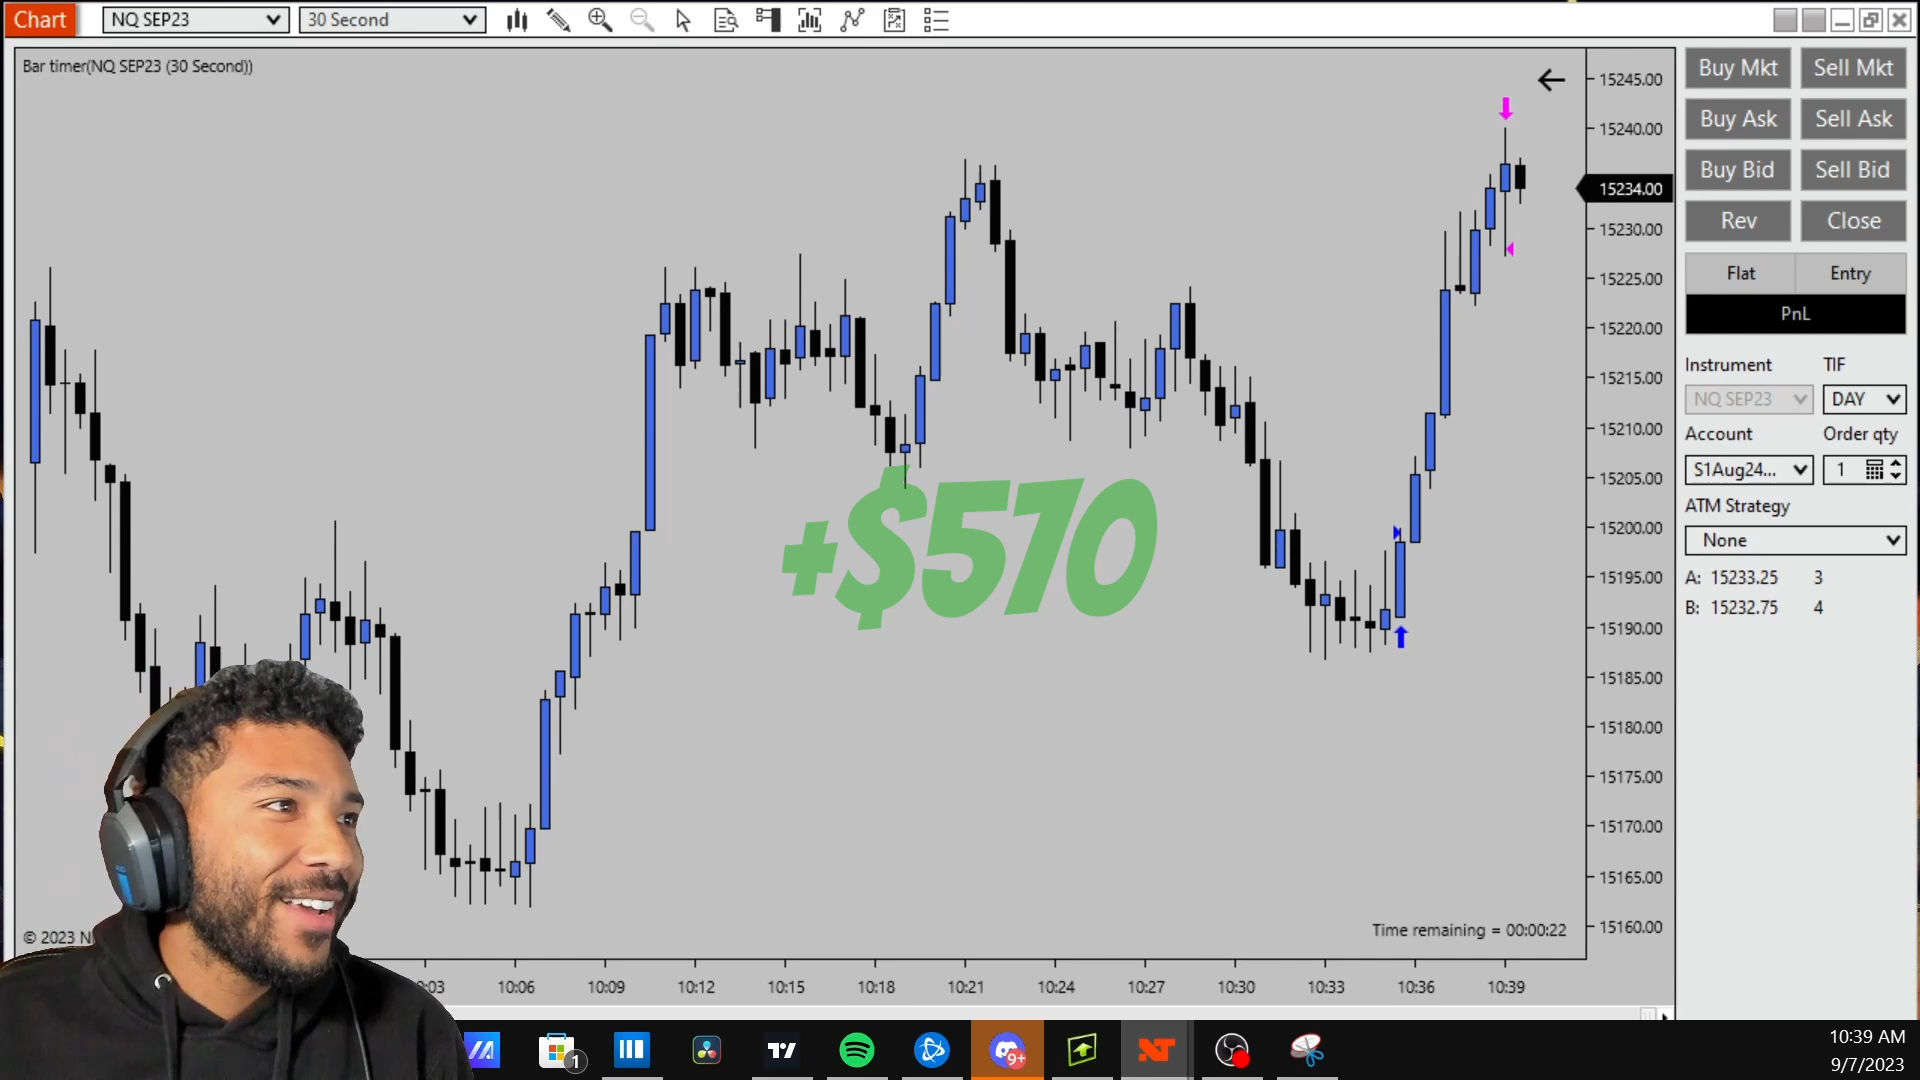 Chart
NQ SEP23
30 Second
Bar timer(NQ SEP23 (30 Second))
15245.00
15240.00
15234.00
15230.00
15225.00
15220.00
15215.00
15210.00
15205.00
15200.00
15195.00
15190.00
15185.00
15180.00
15175.00
15170.00
15165.00
15160.00
+$570
Time remaining = 00:00:22
© 2023 N
:03
10:06
10:09
10:12
10:15
10:18
10:21
10:24
10:27
10:30
10:33
10:36
10:39
Buy Mkt
Sell Mkt
Buy Ask
Sell Ask
Buy Bid
Sell Bid
Rev
Close
Flat
Entry
PnL
Instrument
TIF
NQ SEP23
DAY
Account
Order qty
S1Aug24...
1
ATM Strategy
None
A: 15233.25 3
B: 15232.75 4
1
9+
10:39 AM
9/7/2023